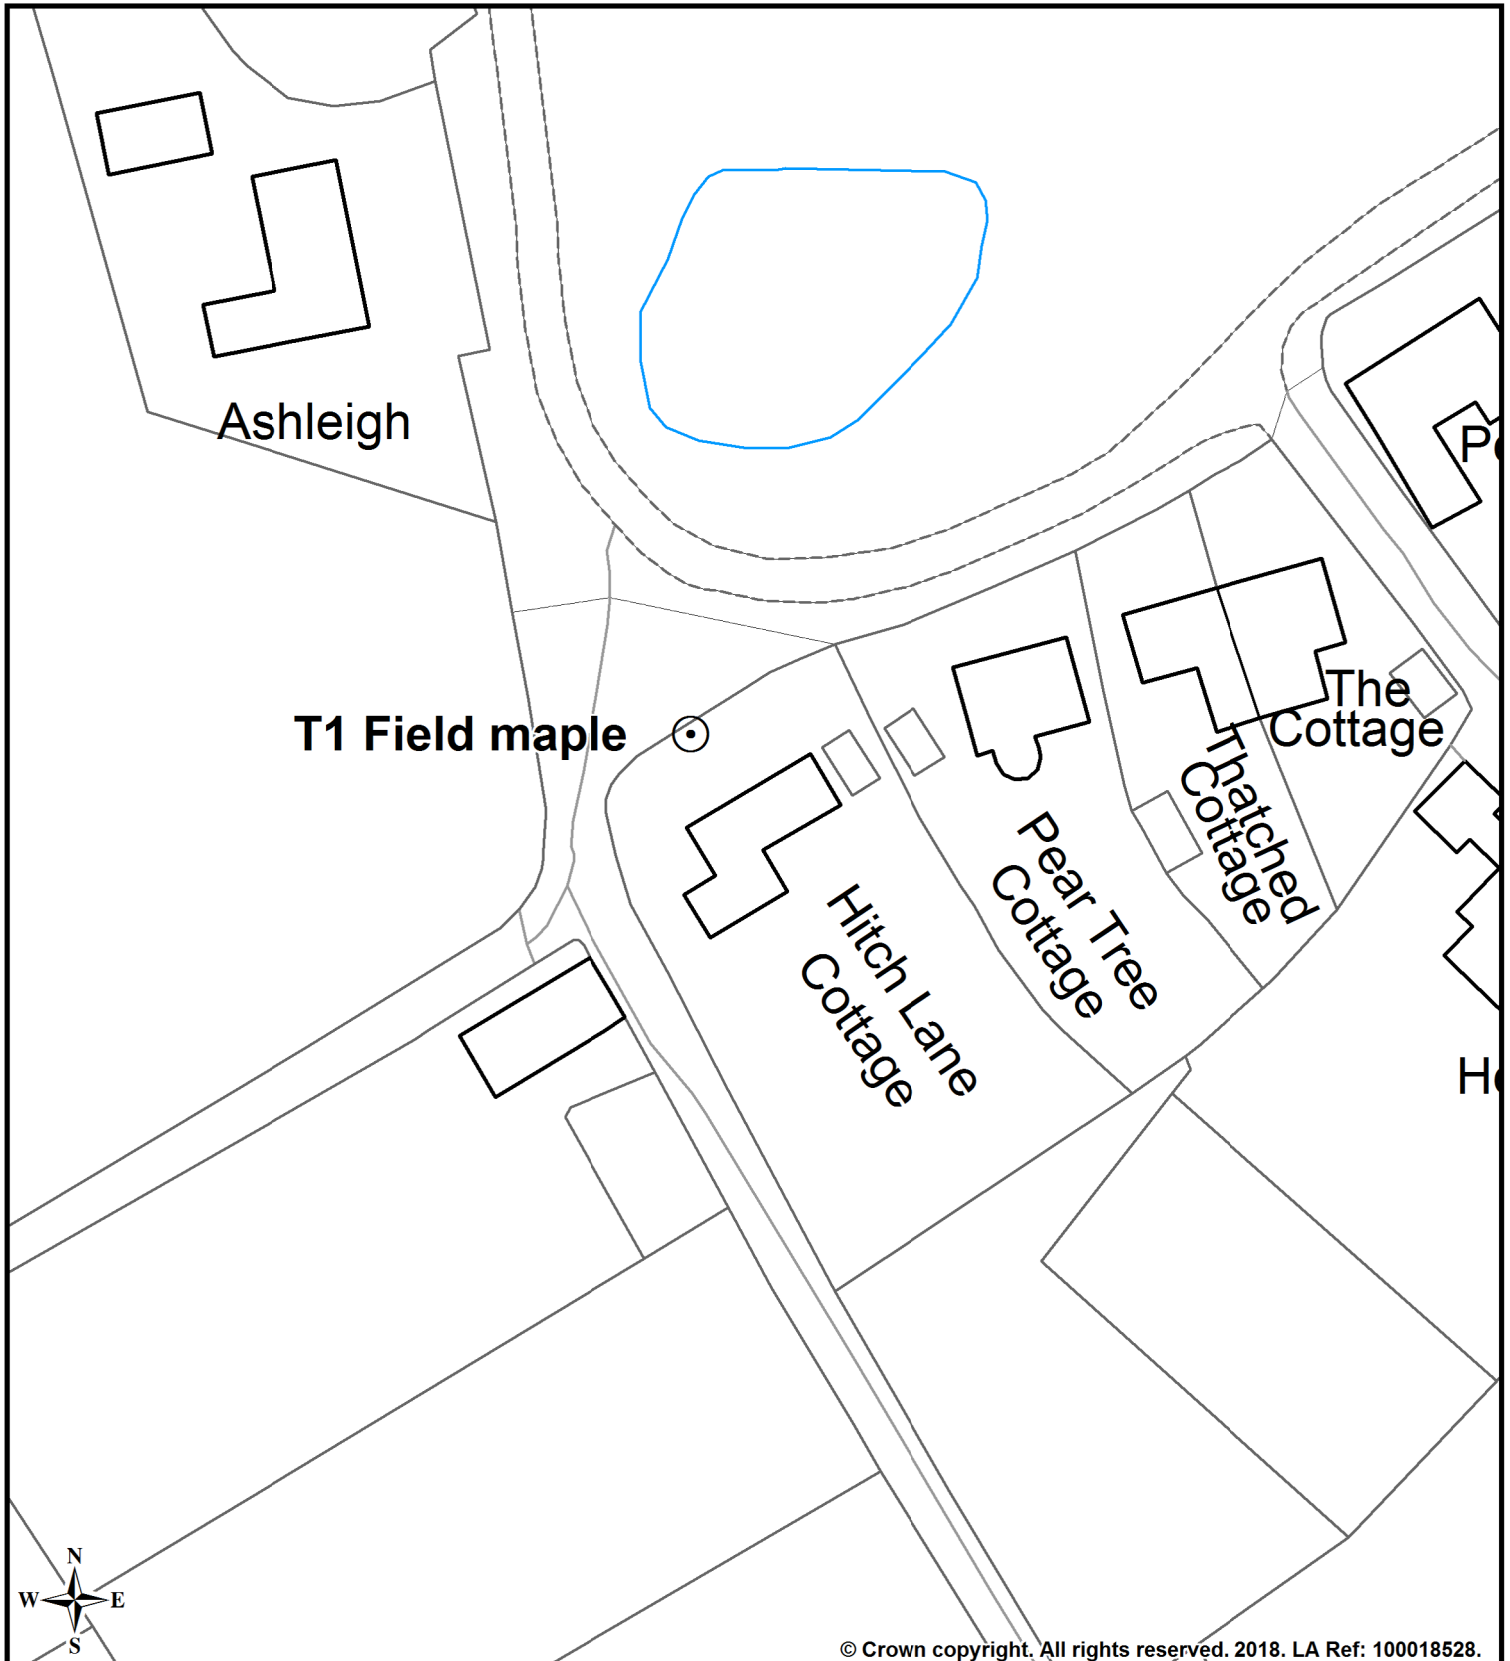 Ashleigh
T1 Field maple
The
Cottage
Thatched
Cottage
Pear Tree
Cottage
Hitch Lane
Cottage
N
W E
S
© Crown copyright. All rights reserved. 2018. LA Ref: 100018528.